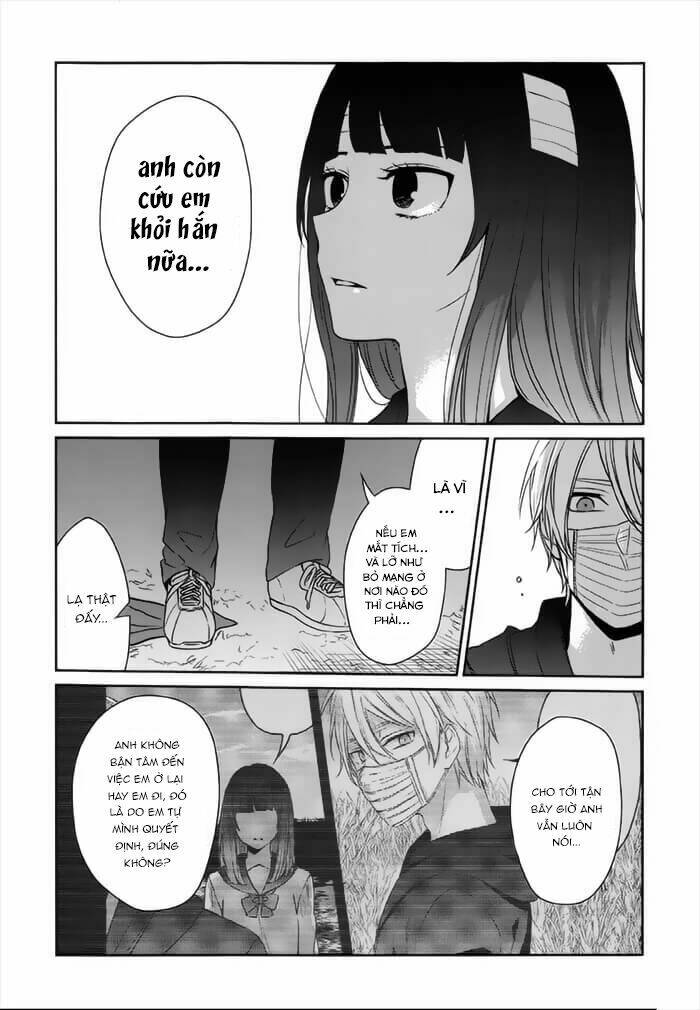 anh còn
cứu em
khỏi hắn
nữa...
LÀ VÌ
...
NẾU EM
MẤT TÍCH...
VÀ LỠ NHƯ
BỎ MẠNG Ở
NƠI NÀO ĐÓ
THÌ CHẲNG
PHẢI...
LẠ THẬT
ĐẤY...
CHO TỚI TẬN
BÂY GIỜ ANH
VẪN LUÔN
NÓI...
ANH KHÔNG
BẬN TÂM ĐẾN
VIỆC EM Ở LẠI
HAY EM ĐI, ĐÓ
LÀ DO EM TỰ
MÌNH QUYẾT
ĐỊNH, ĐÚNG
KHÔNG?